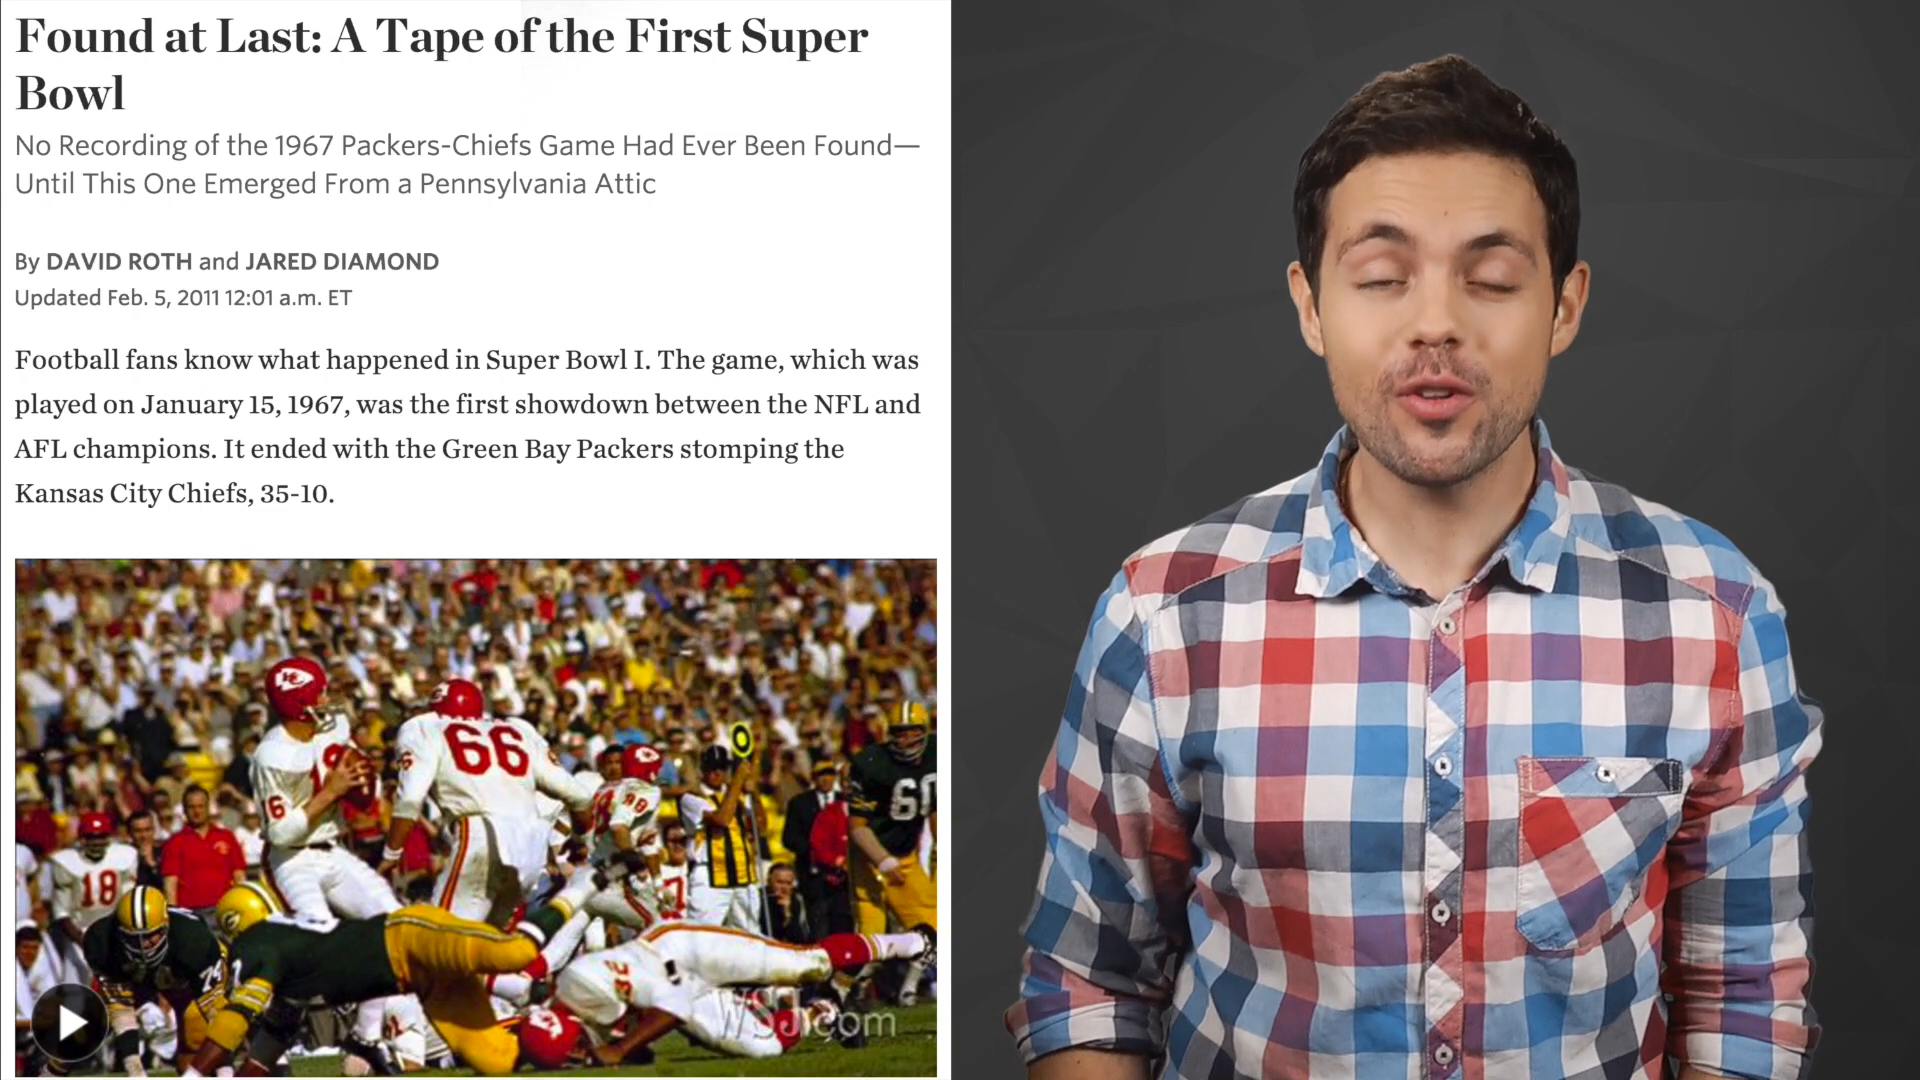 Found at Last: A Tape of the First Super
Bowl
No Recording of the 1967 Packers-Chiefs Game Had Ever Been Found—
Until This One Emerged From a Pennsylvania Attic
By DAVID ROTH and JARED DIAMOND
Updated Feb. 5, 2011 12:01 a.m. ET
Football fans know what happened in Super Bowl I. The game, which was
played on January 15, 1967, was the first showdown between the NFL and
AFL champions. It ended with the Green Bay Packers stomping the
Kansas City Chiefs, 35-10.
KC
66
16
18
74
WSJ.com